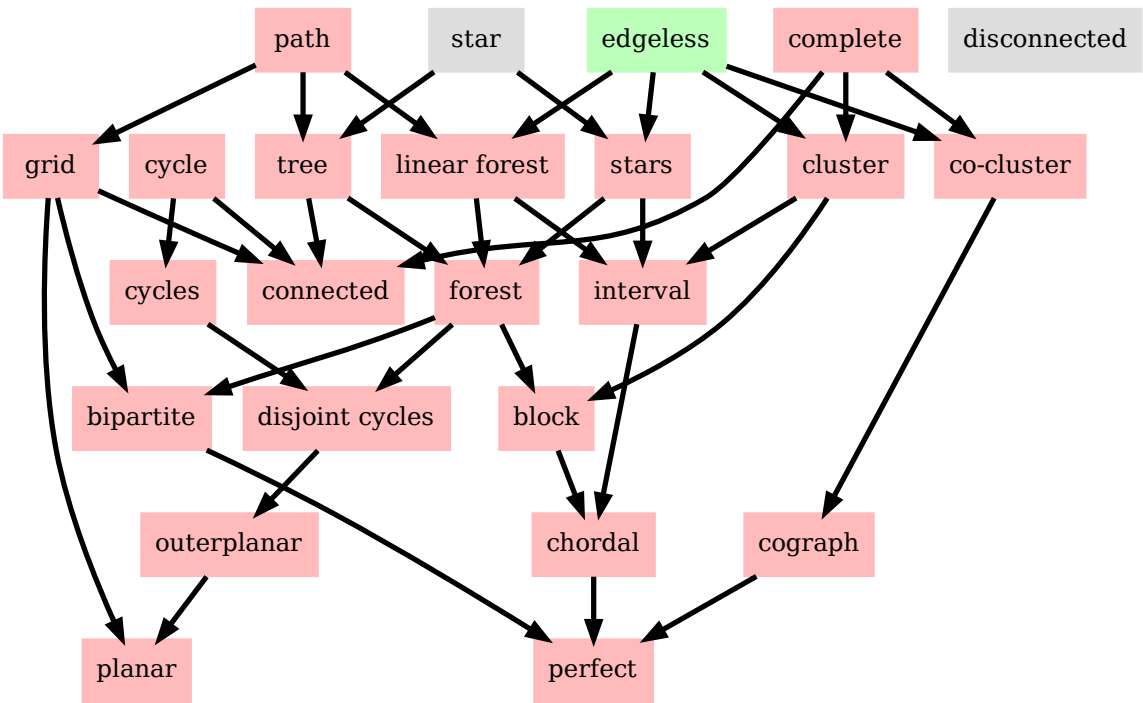 path
star
edgeless
complete
disconnected
grid
cycle
tree
linear forest
stars
cluster
co-cluster
cycles
connected
forest
interval
bipartite
disjoint cycles
block
outerplanar
chordal
cograph
planar
perfect